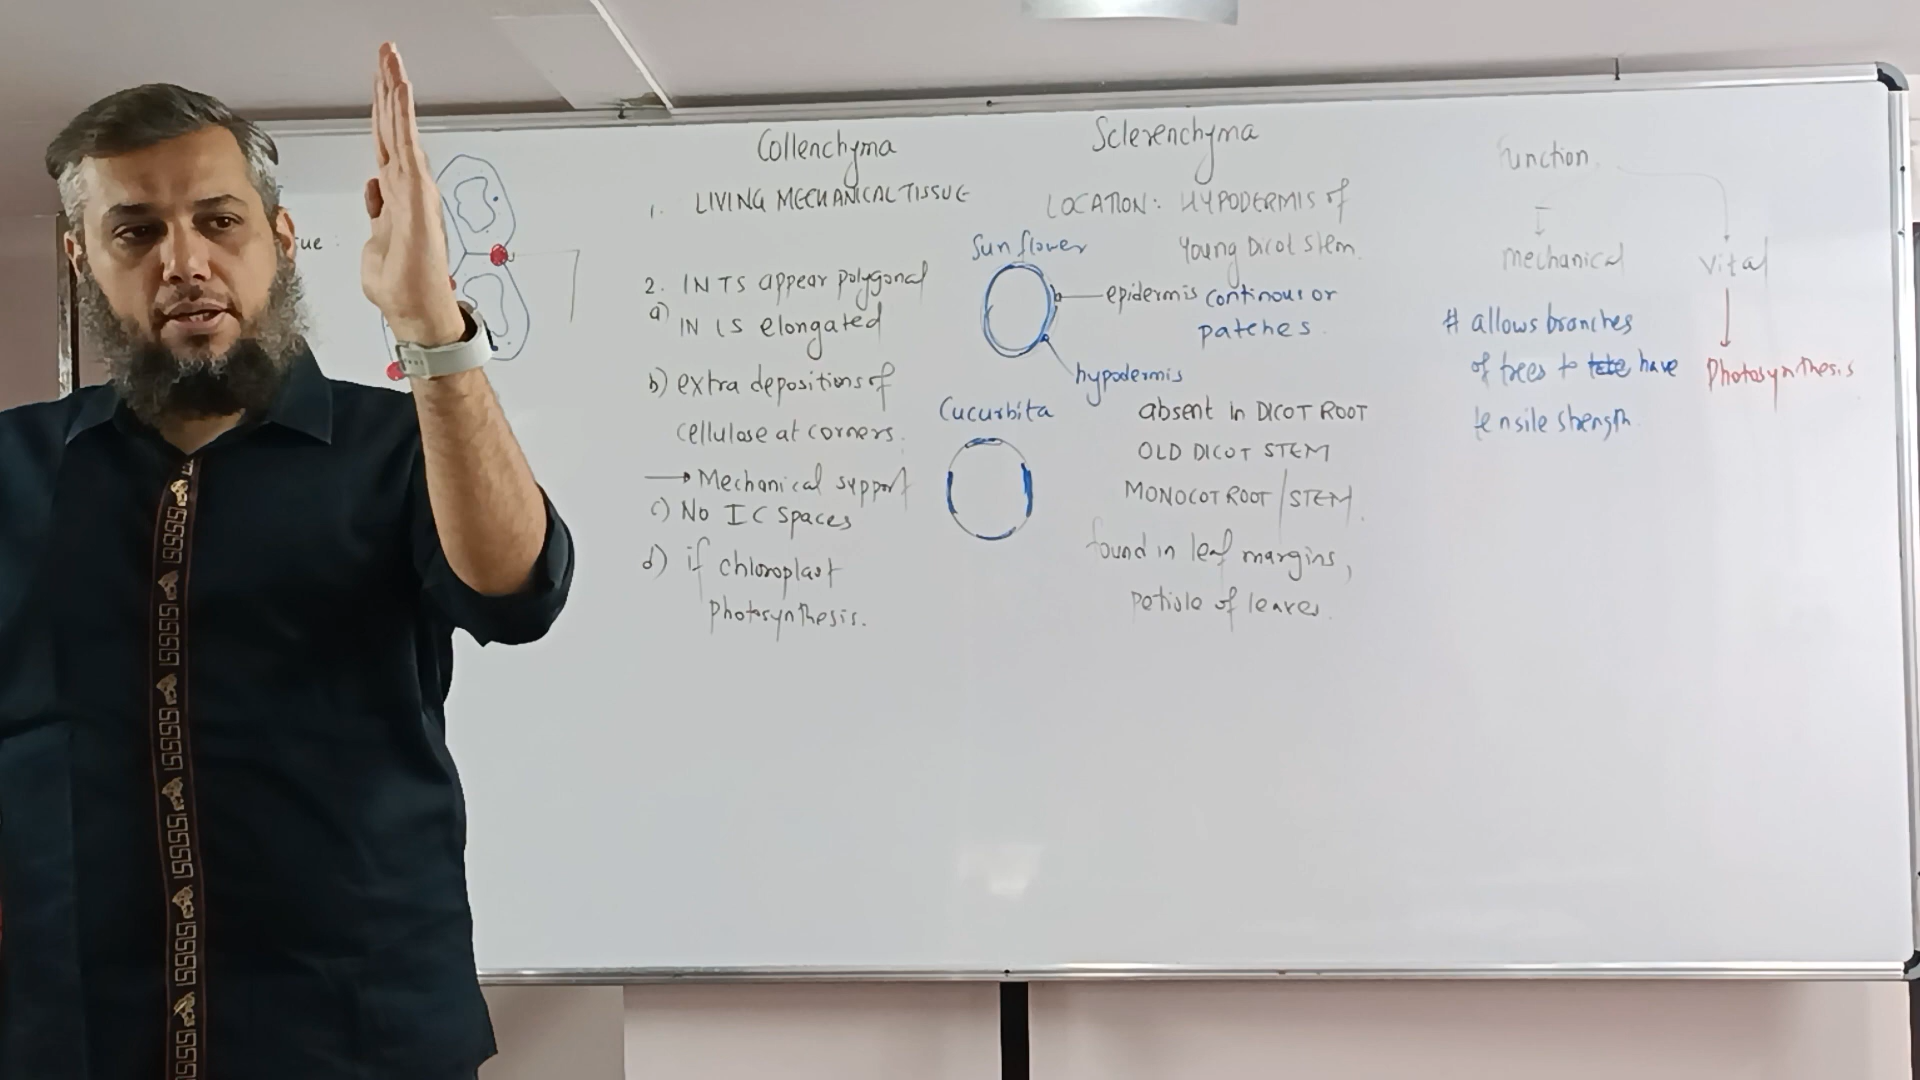 ue :
Collenchyma
1. LIVING MECHANICAL TISSUE
2. IN TS appear polygonal
a) IN LS elongated
b) extra depositions of
cellulose at corners.
→ Mechanical support
c) No IC spaces
d) if chloroplast
photosynthesis.
Sclerenchyma
LOCATION: HYPODERMIS of
Young Dicot stem.
Sunflower
epidermis continous or
patches.
hypodermis
Cucurbita
absent in DICOT ROOT
OLD DICOT STEM
MONOCOT ROOT / STEM.
found in leaf margins,
petiole of leaves.
Function
mechanical
# allows branches
of trees to have
tensile strength
vital
Photosynthesis